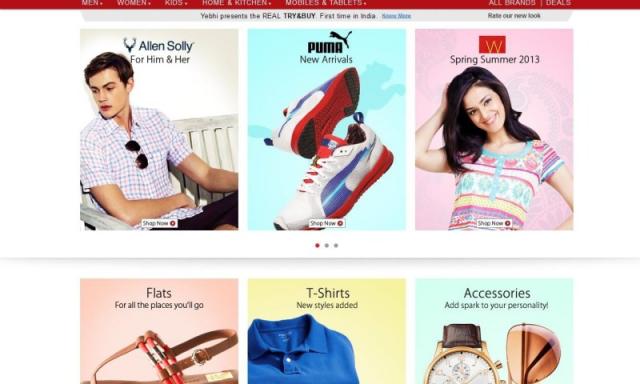 MEN WOMEN KIDS HOME & KITCHEN MOBILES & TABLETS ALL BRANDS | DEALS
Yebhi presents the REAL TRY&BUY. First time in India. Know More Rate our new look
Allen Solly
For Him & Her
Shop Now
PUMA
New Arrivals
Shop Now
W
Spring Summer 2013
Shop Now
Flats
For all the places you'll go
T-Shirts
New styles added
Accessories
Add spark to your personality!